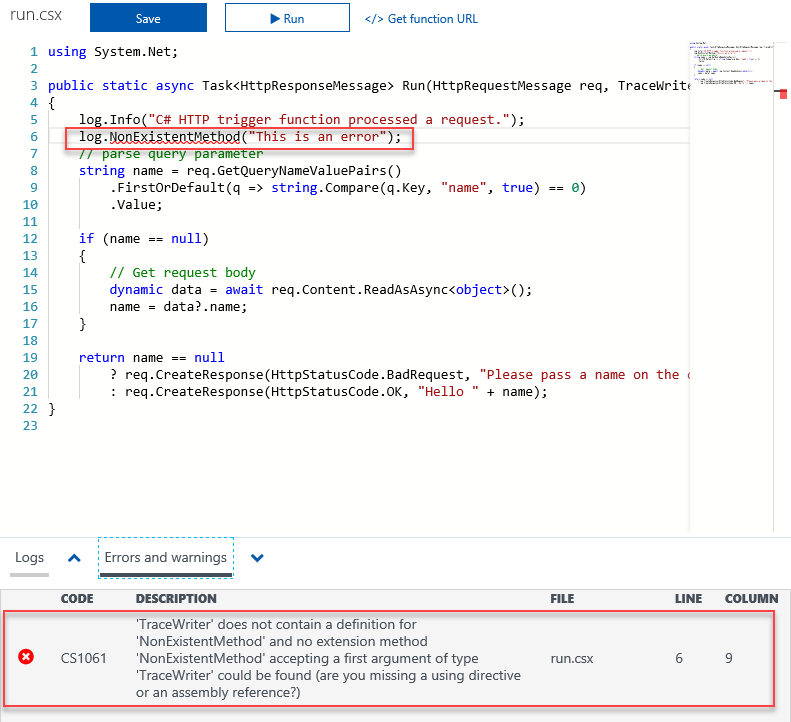 run.csx Save Run </> Get function URL
1 using System.Net;
2
3 public static async Task<HttpResponseMessage> Run(HttpRequestMessage req, TraceWrite
4 {
5 log.Info("C# HTTP trigger function processed a request.");
6 log.NonExistentMethod("This is an error");
7 // parse query parameter
8 string name = req.GetQueryNameValuePairs()
9 .FirstOrDefault(q => string.Compare(q.Key, "name", true) == 0)
10 .Value;
11
12 if (name == null)
13 {
14 // Get request body
15 dynamic data = await req.Content.ReadAsAsync<object>();
16 name = data?.name;
17 }
18
19 return name == null
20 ? req.CreateResponse(HttpStatusCode.BadRequest, "Please pass a name on the
21 : req.CreateResponse(HttpStatusCode.OK, "Hello " + name);
22 }
23
Logs Errors and warnings
CODE DESCRIPTION FILE LINE COLUMN
'TraceWriter' does not contain a definition for
'NonExistentMethod' and no extension method
CS1061 'NonExistentMethod' accepting a first argument of type run.csx 6 9
'TraceWriter' could be found (are you missing a using directive
or an assembly reference?)